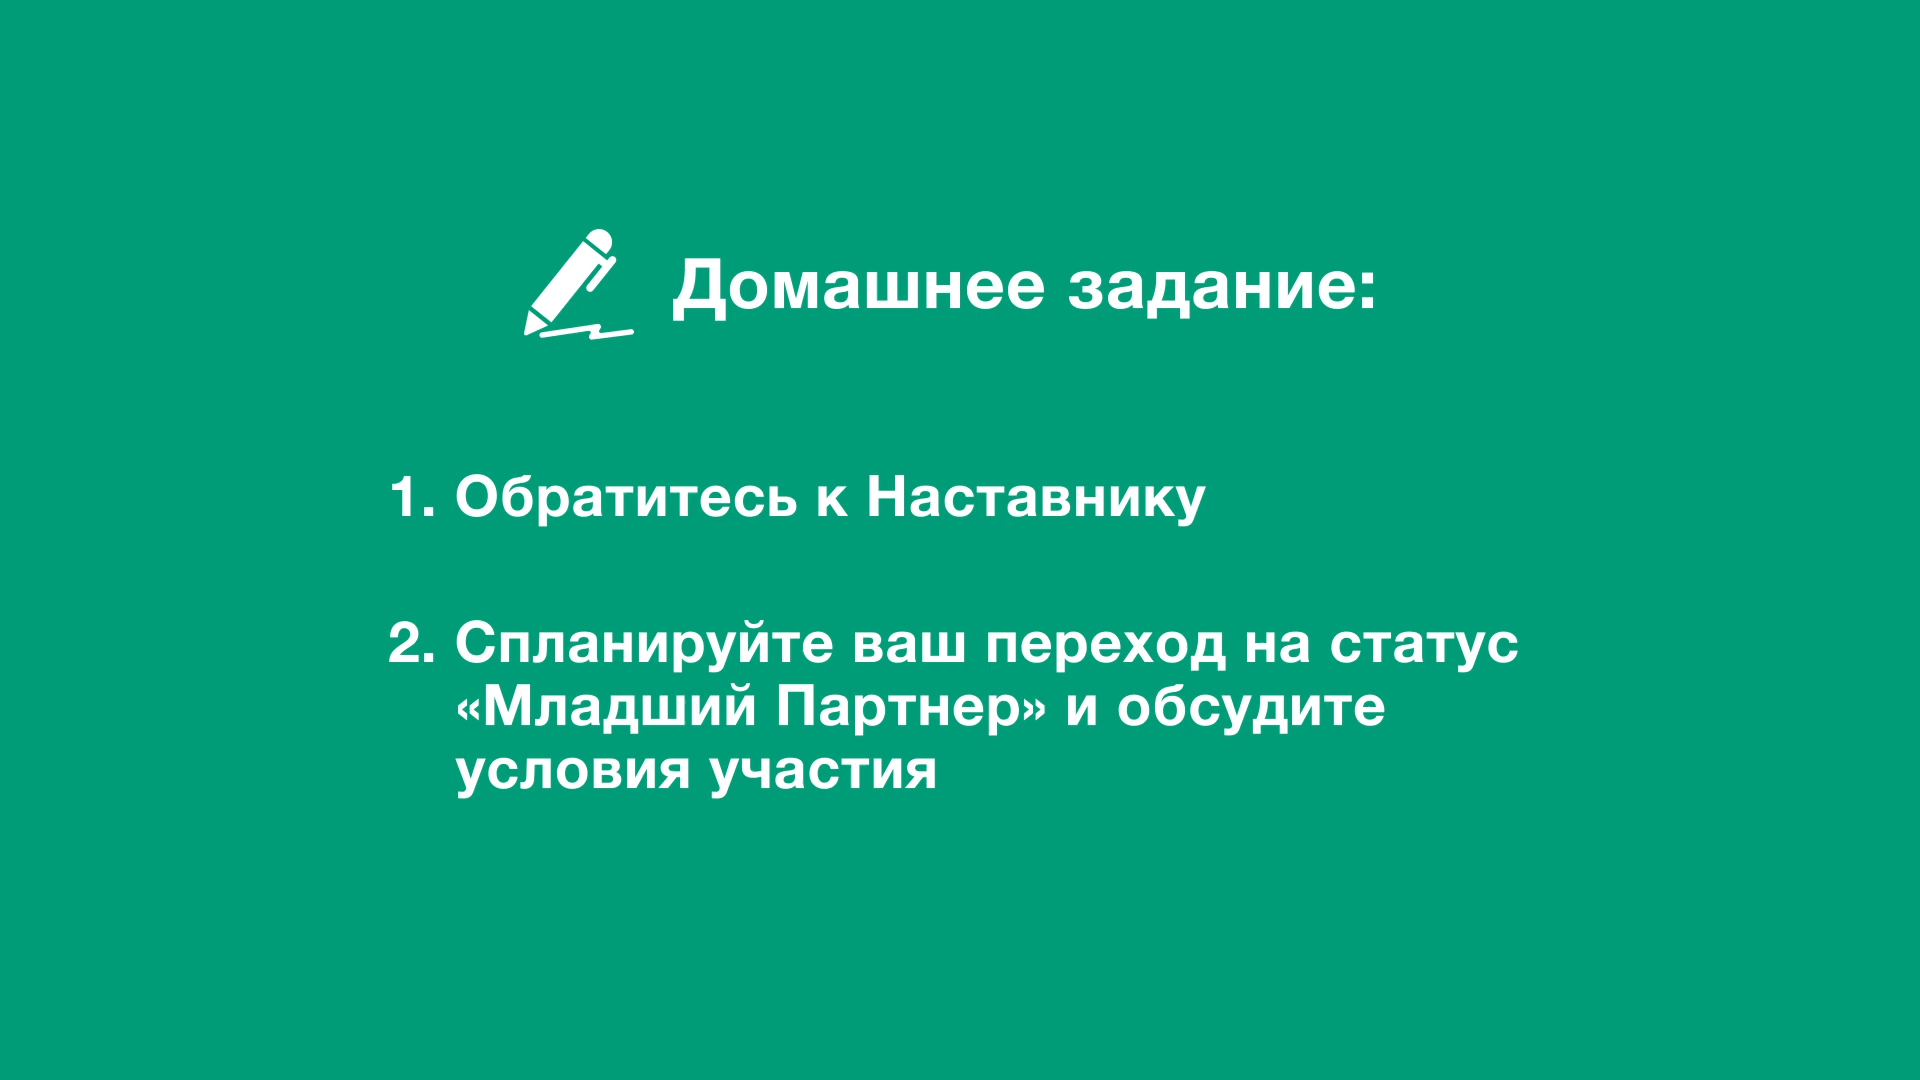 Домашнее задание:
1. Обратитесь к Наставнику
2. Спланируйте ваш переход на статус
«Младший Партнер» и обсудите
условия участия